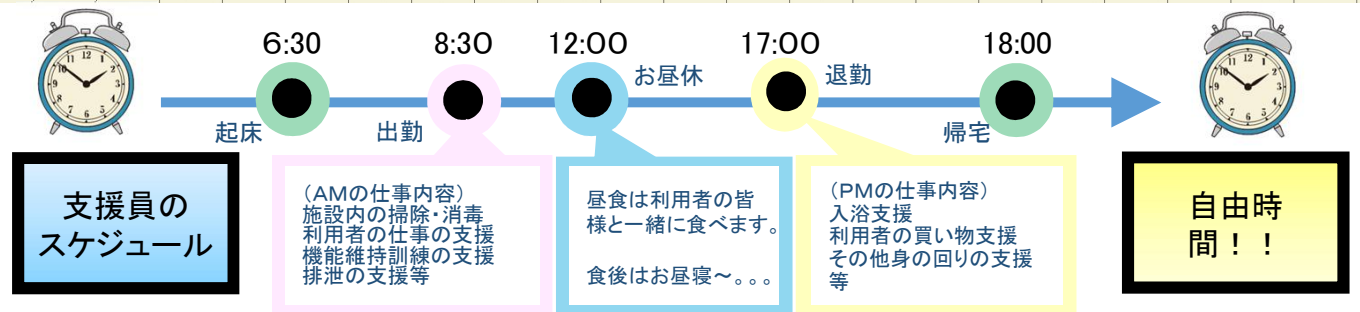 6:30
8:30
12:00
17:00
18:00
起床
出勤
お昼休
退勤
帰宅
支援員の
スケジュール
(AMの仕事内容)
施設内の掃除・消毒
利用者の仕事の支援
機能維持訓練の支援
排泄の支援等
昼食は利用者の皆
様と一緒に食べます。
食後はお昼寝~。。。
(PMの仕事内容)
入浴支援
利用者の買い物支援
その他身の回りの支援
等
自由時
間！！